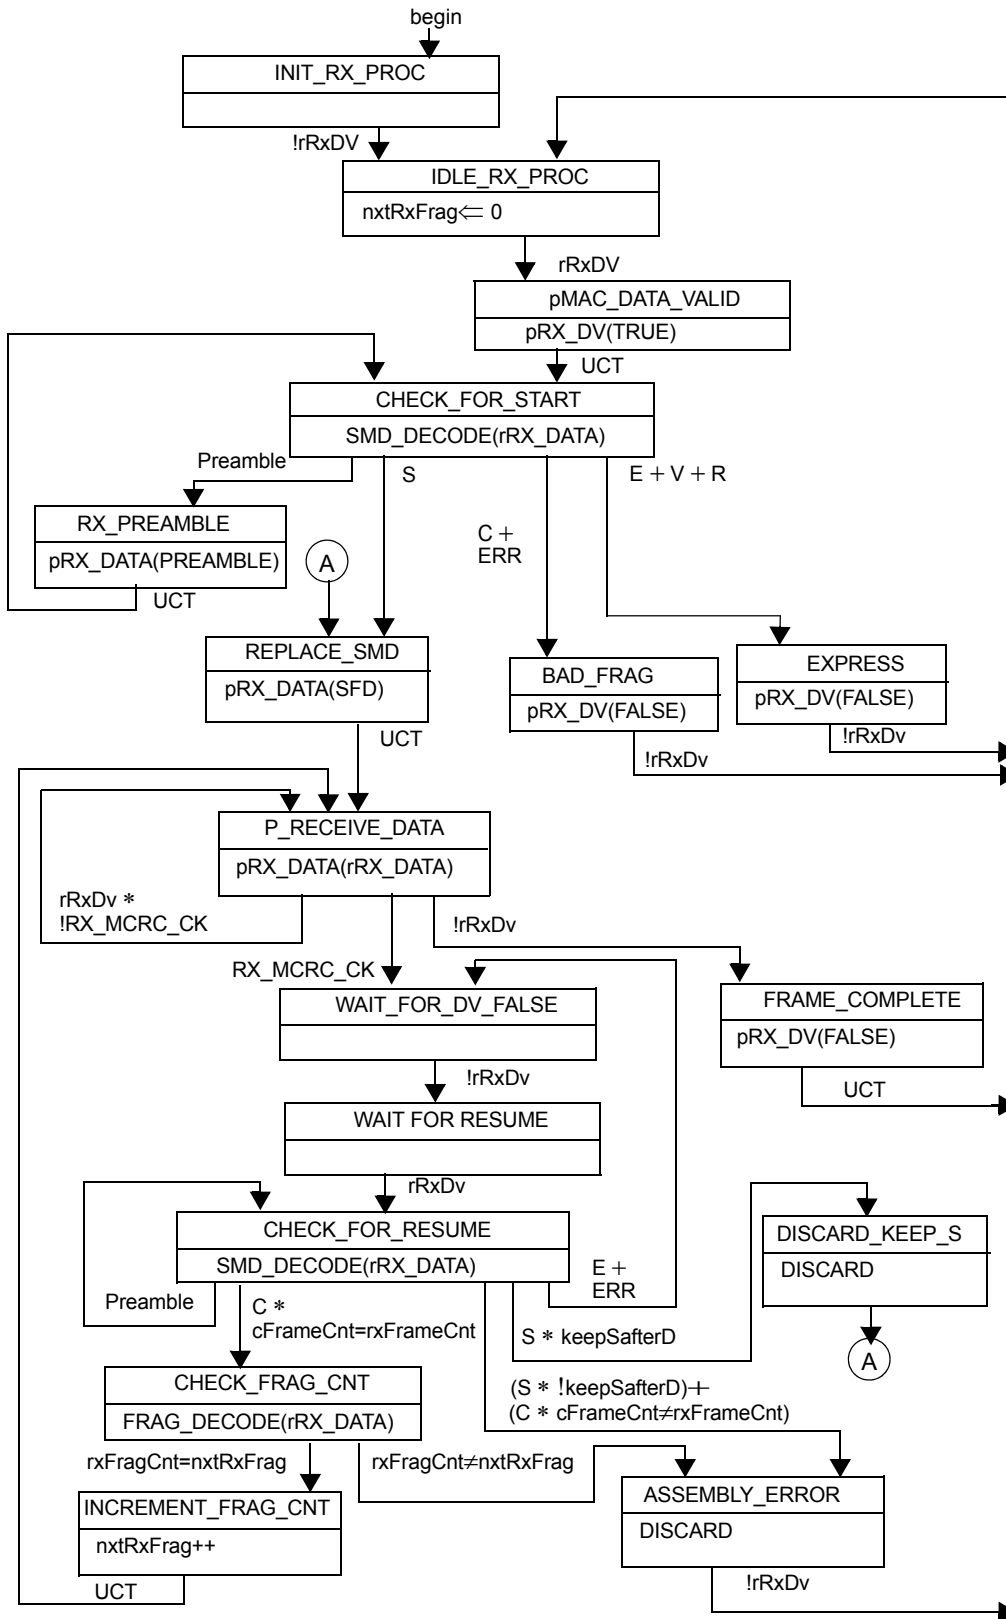 begin
INIT_RX_PROC
!rRxDV
IDLE_RX_PROC
nxtRxFrag⇐ 0
rRxDV
pMAC_DATA_VALID
pRX_DV(TRUE)
UCT
CHECK_FOR_START
SMD_DECODE(rRX_DATA)
Preamble
S
E + V + R
C +
ERR
RX_PREAMBLE
pRX_DATA(PREAMBLE)
UCT
A
REPLACE_SMD
pRX_DATA(SFD)
UCT
BAD_FRAG
pRX_DV(FALSE)
!rRxDv
EXPRESS
pRX_DV(FALSE)
!rRxDv
P_RECEIVE_DATA
pRX_DATA(rRX_DATA)
rRxDv *
!RX_MCRC_CK
RX_MCRC_CK
!rRxDv
WAIT_FOR_DV_FALSE
!rRxDv
FRAME_COMPLETE
pRX_DV(FALSE)
UCT
WAIT FOR RESUME
rRxDv
CHECK_FOR_RESUME
SMD_DECODE(rRX_DATA)
Preamble
C *
cFrameCnt=rxFrameCnt
E +
ERR
S * keepSafterD
DISCARD_KEEP_S
DISCARD
A
(S * !keepSafterD)+
(C * cFrameCnt≠rxFrameCnt)
CHECK_FRAG_CNT
FRAG_DECODE(rRX_DATA)
rxFragCnt=nxtRxFrag
rxFragCnt≠nxtRxFrag
INCREMENT_FRAG_CNT
nxtRxFrag++
UCT
ASSEMBLY_ERROR
DISCARD
!rRxDv